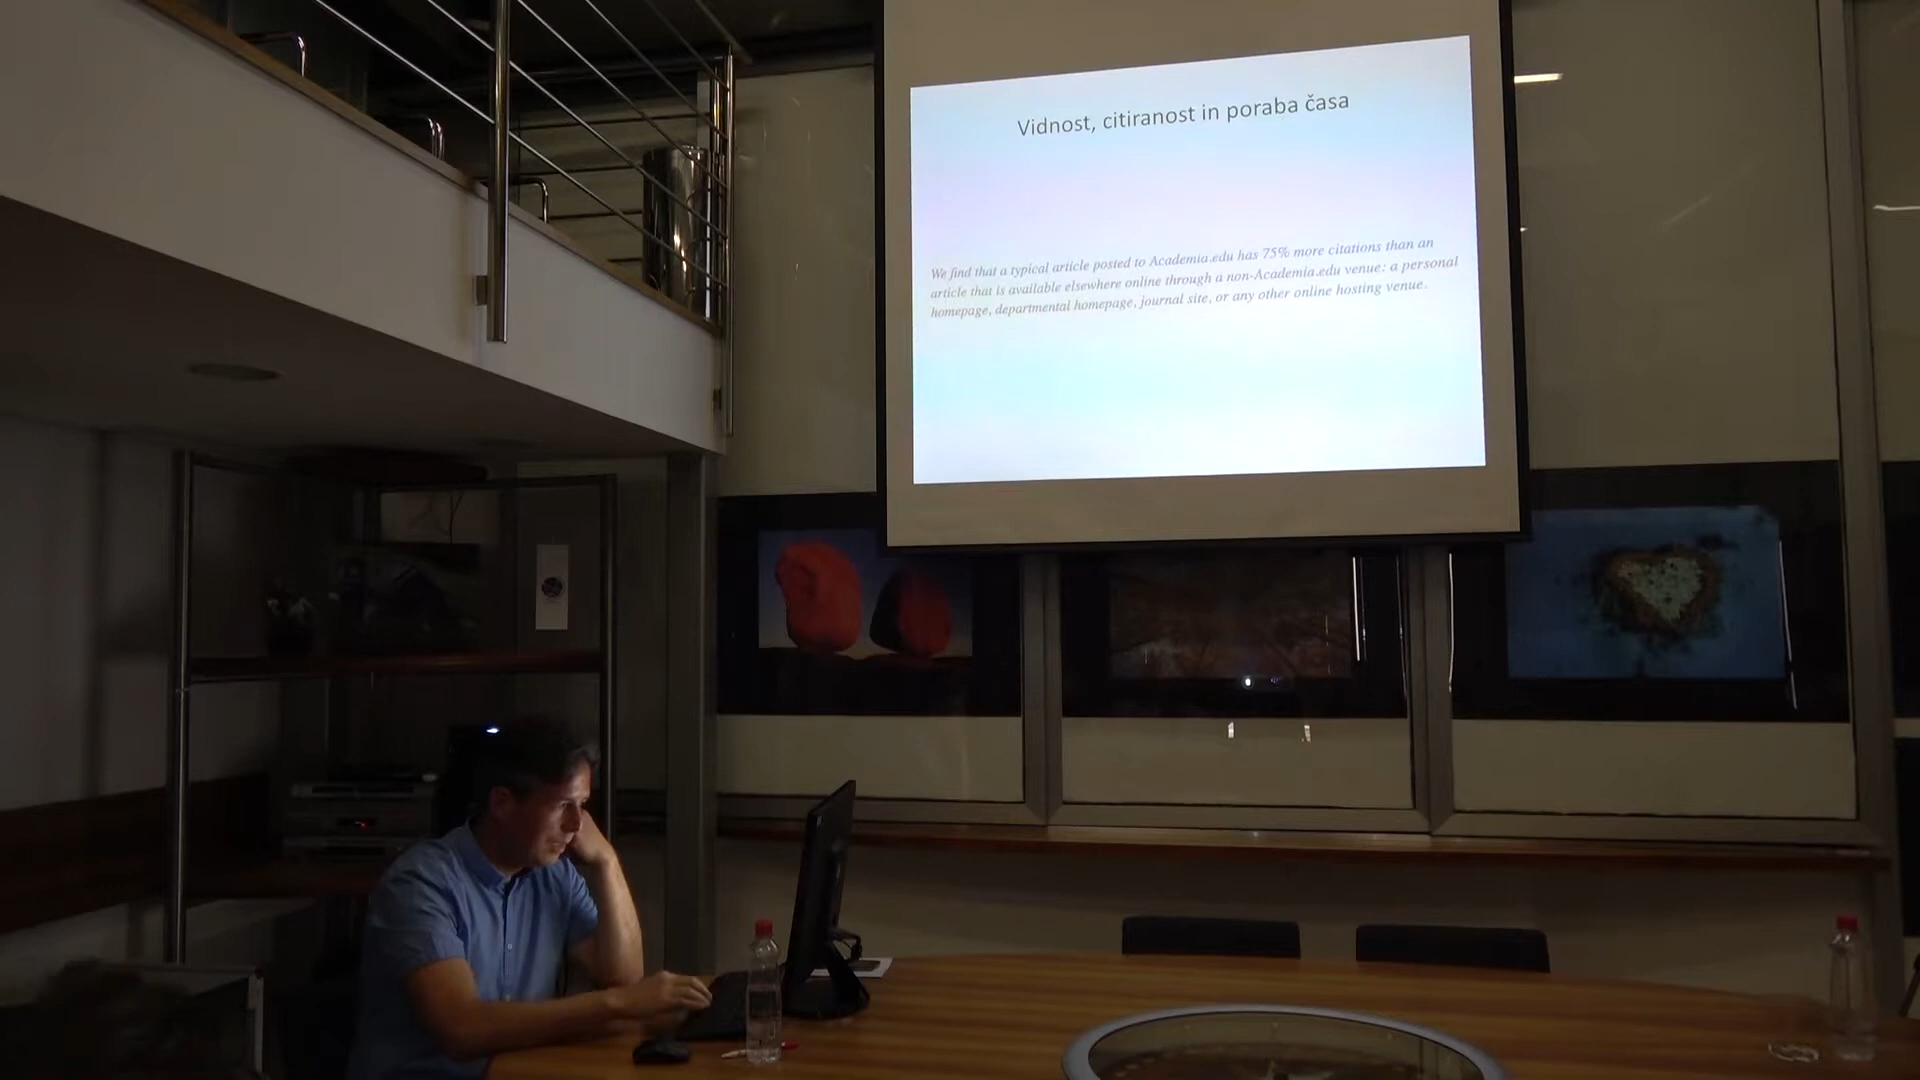 Vidnost, citiranost in poraba časa
We find that a typical article posted to Academia.edu has 75% more citations than an
article that is available elsewhere online through a non-Academia.edu venue: a personal
homepage, departmental homepage, journal site, or any other online hosting venue.